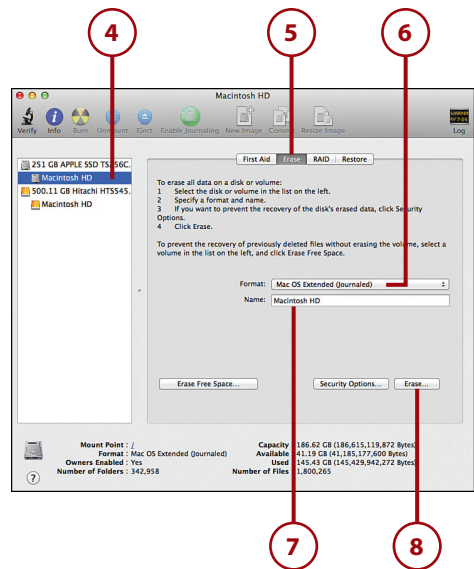 4
5
6
Macintosh HD
Verify Info Burn Unmount Eject Enable Journaling New Image Convert Resize Image Log
251 GB APPLE SSD TS256C.
Macintosh HD
500.11 GB Hitachi HTS545.
Macintosh HD
First Aid Erase RAID Restore
To erase all data on a disk or volume:
1 Select the disk or volume in the list on the left.
2 Specify a format and name.
3 If you want to prevent the recovery of the disk's erased data, click Security
Options.
4 Click Erase.
To prevent the recovery of previously deleted files without erasing the volume, select a
volume in the list on the left, and click Erase Free Space.
Format: Mac OS Extended (Journaled)
Name: Macintosh HD
Erase Free Space... Security Options... Erase...
Mount Point : / Capacity : 186.62 GB (186,615,119,872 Bytes)
Format : Mac OS Extended (Journaled) Available : 41.19 GB (41,185,177,600 Bytes)
Owners Enabled : Yes Used : 145.43 GB (145,429,942,272 Bytes)
Number of Folders : 342,958 Number of Files : 1,800,265
?
7
8